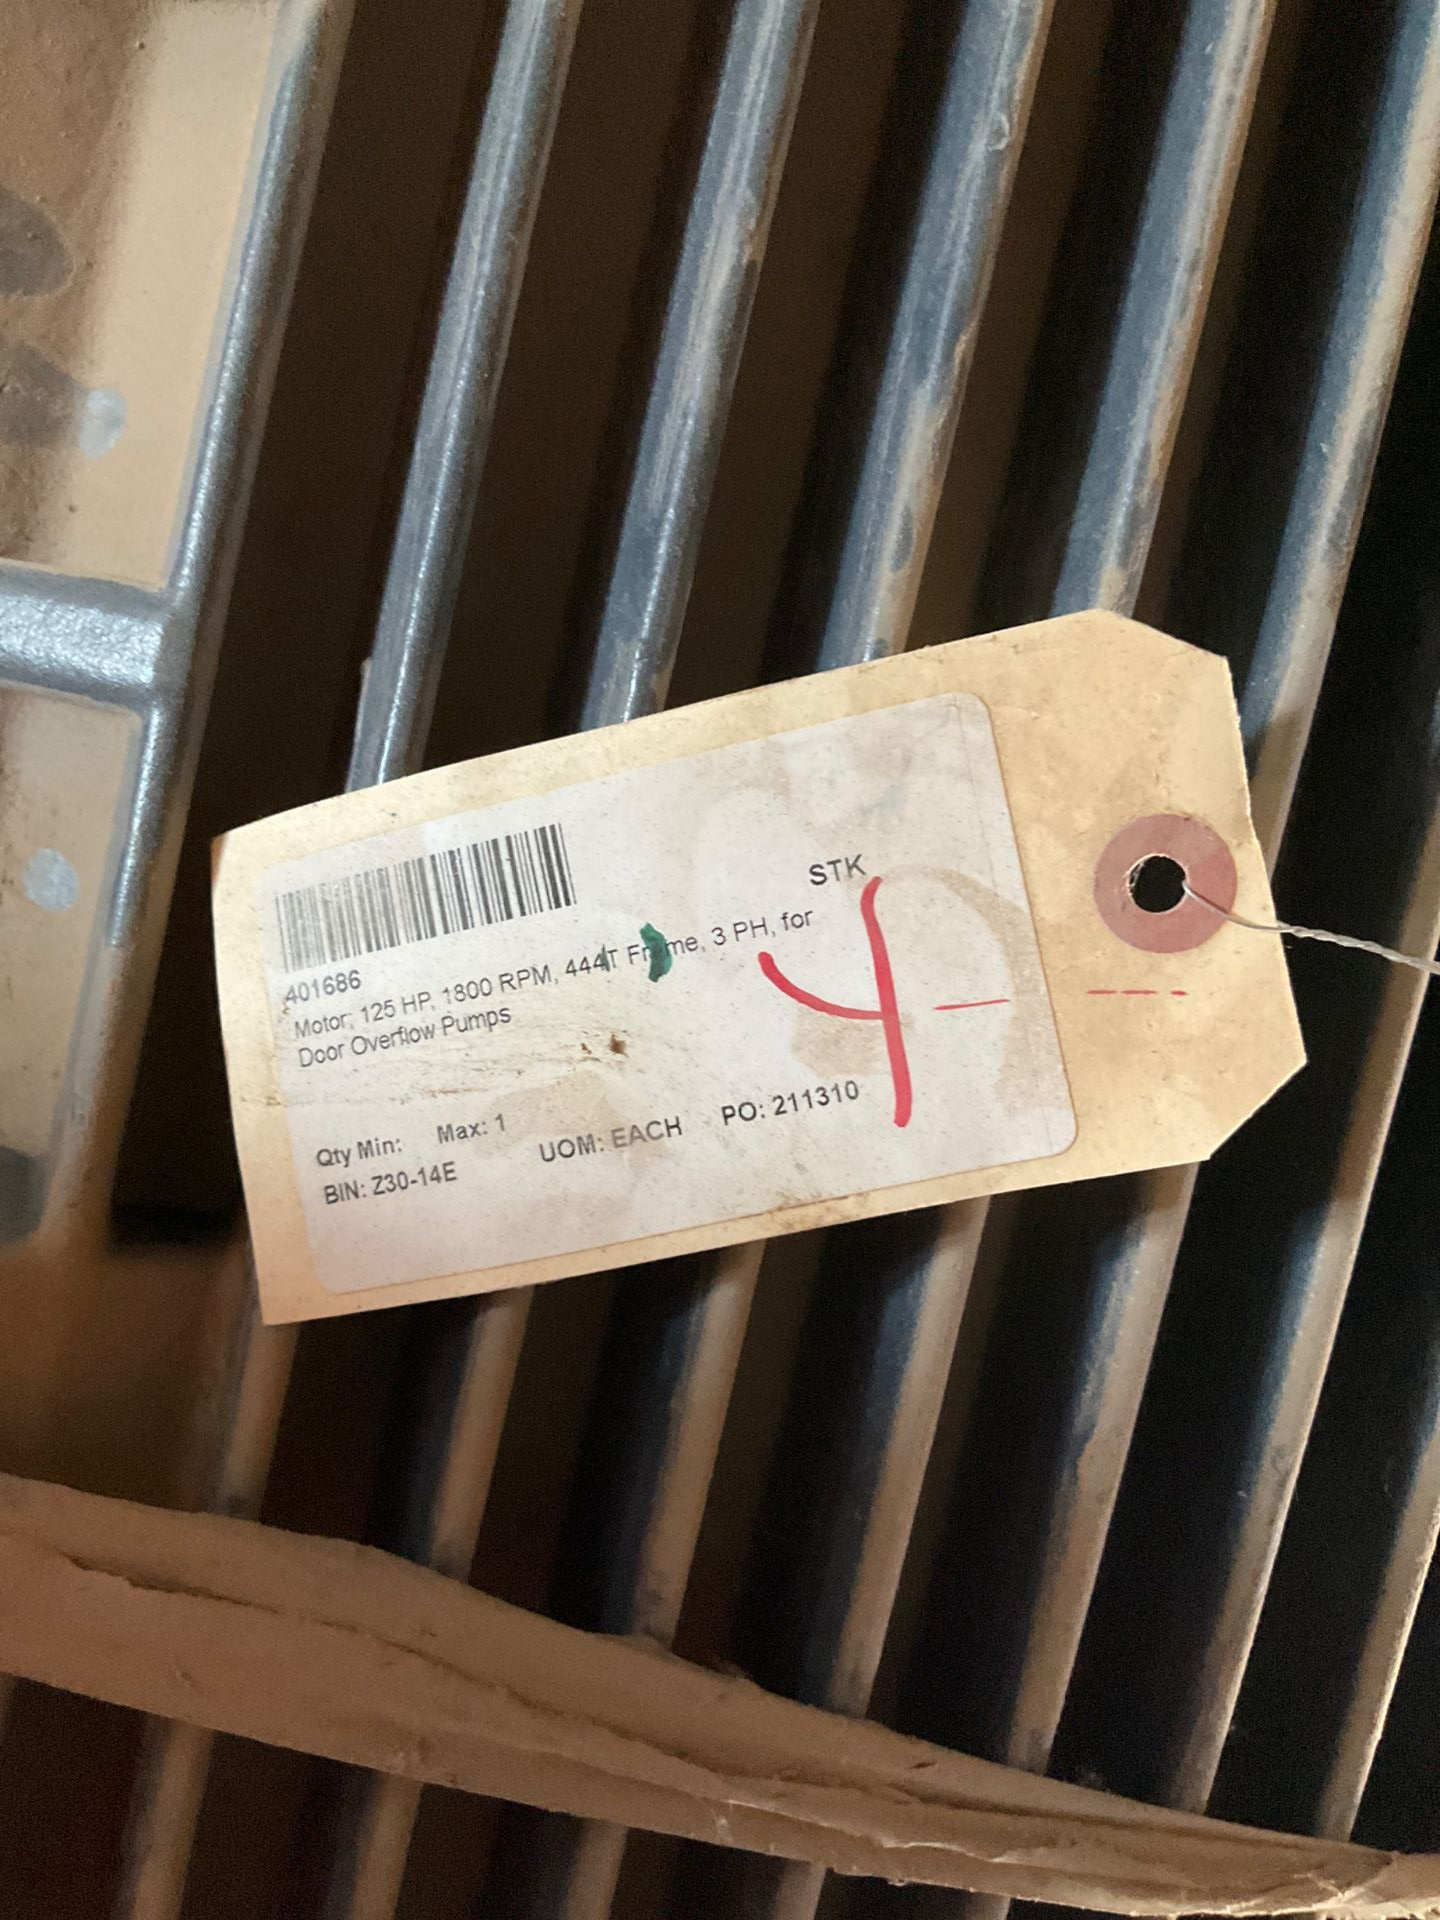 STK
401686
Motor; 125 HP, 1800 RPM, 444T Frame, 3 PH, for
Door Overflow Pumps
Qty Min: Max: 1 UOM: EACH PO: 211310
BIN: Z30-14E